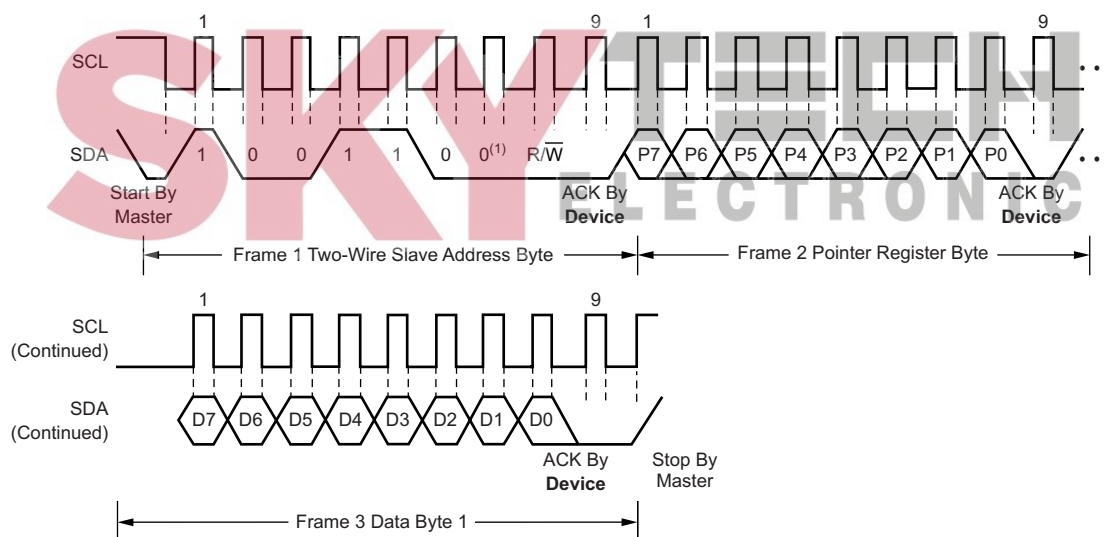 1 9 1 9
SCL
SDA 1 0 0 1 1 0 0(1) R/W P7 P6 P5 P4 P3 P2 P1 P0
Start By
Master
ACK By
Device
ACK By
Device
SKYTECH
ELECTRONIC
Frame 1 Two-Wire Slave Address Byte
Frame 2 Pointer Register Byte
1 9
SCL
(Continued)
SDA
(Continued)
D7 D6 D5 D4 D3 D2 D1 D0
ACK By
Device
Stop By
Master
Frame 3 Data Byte 1